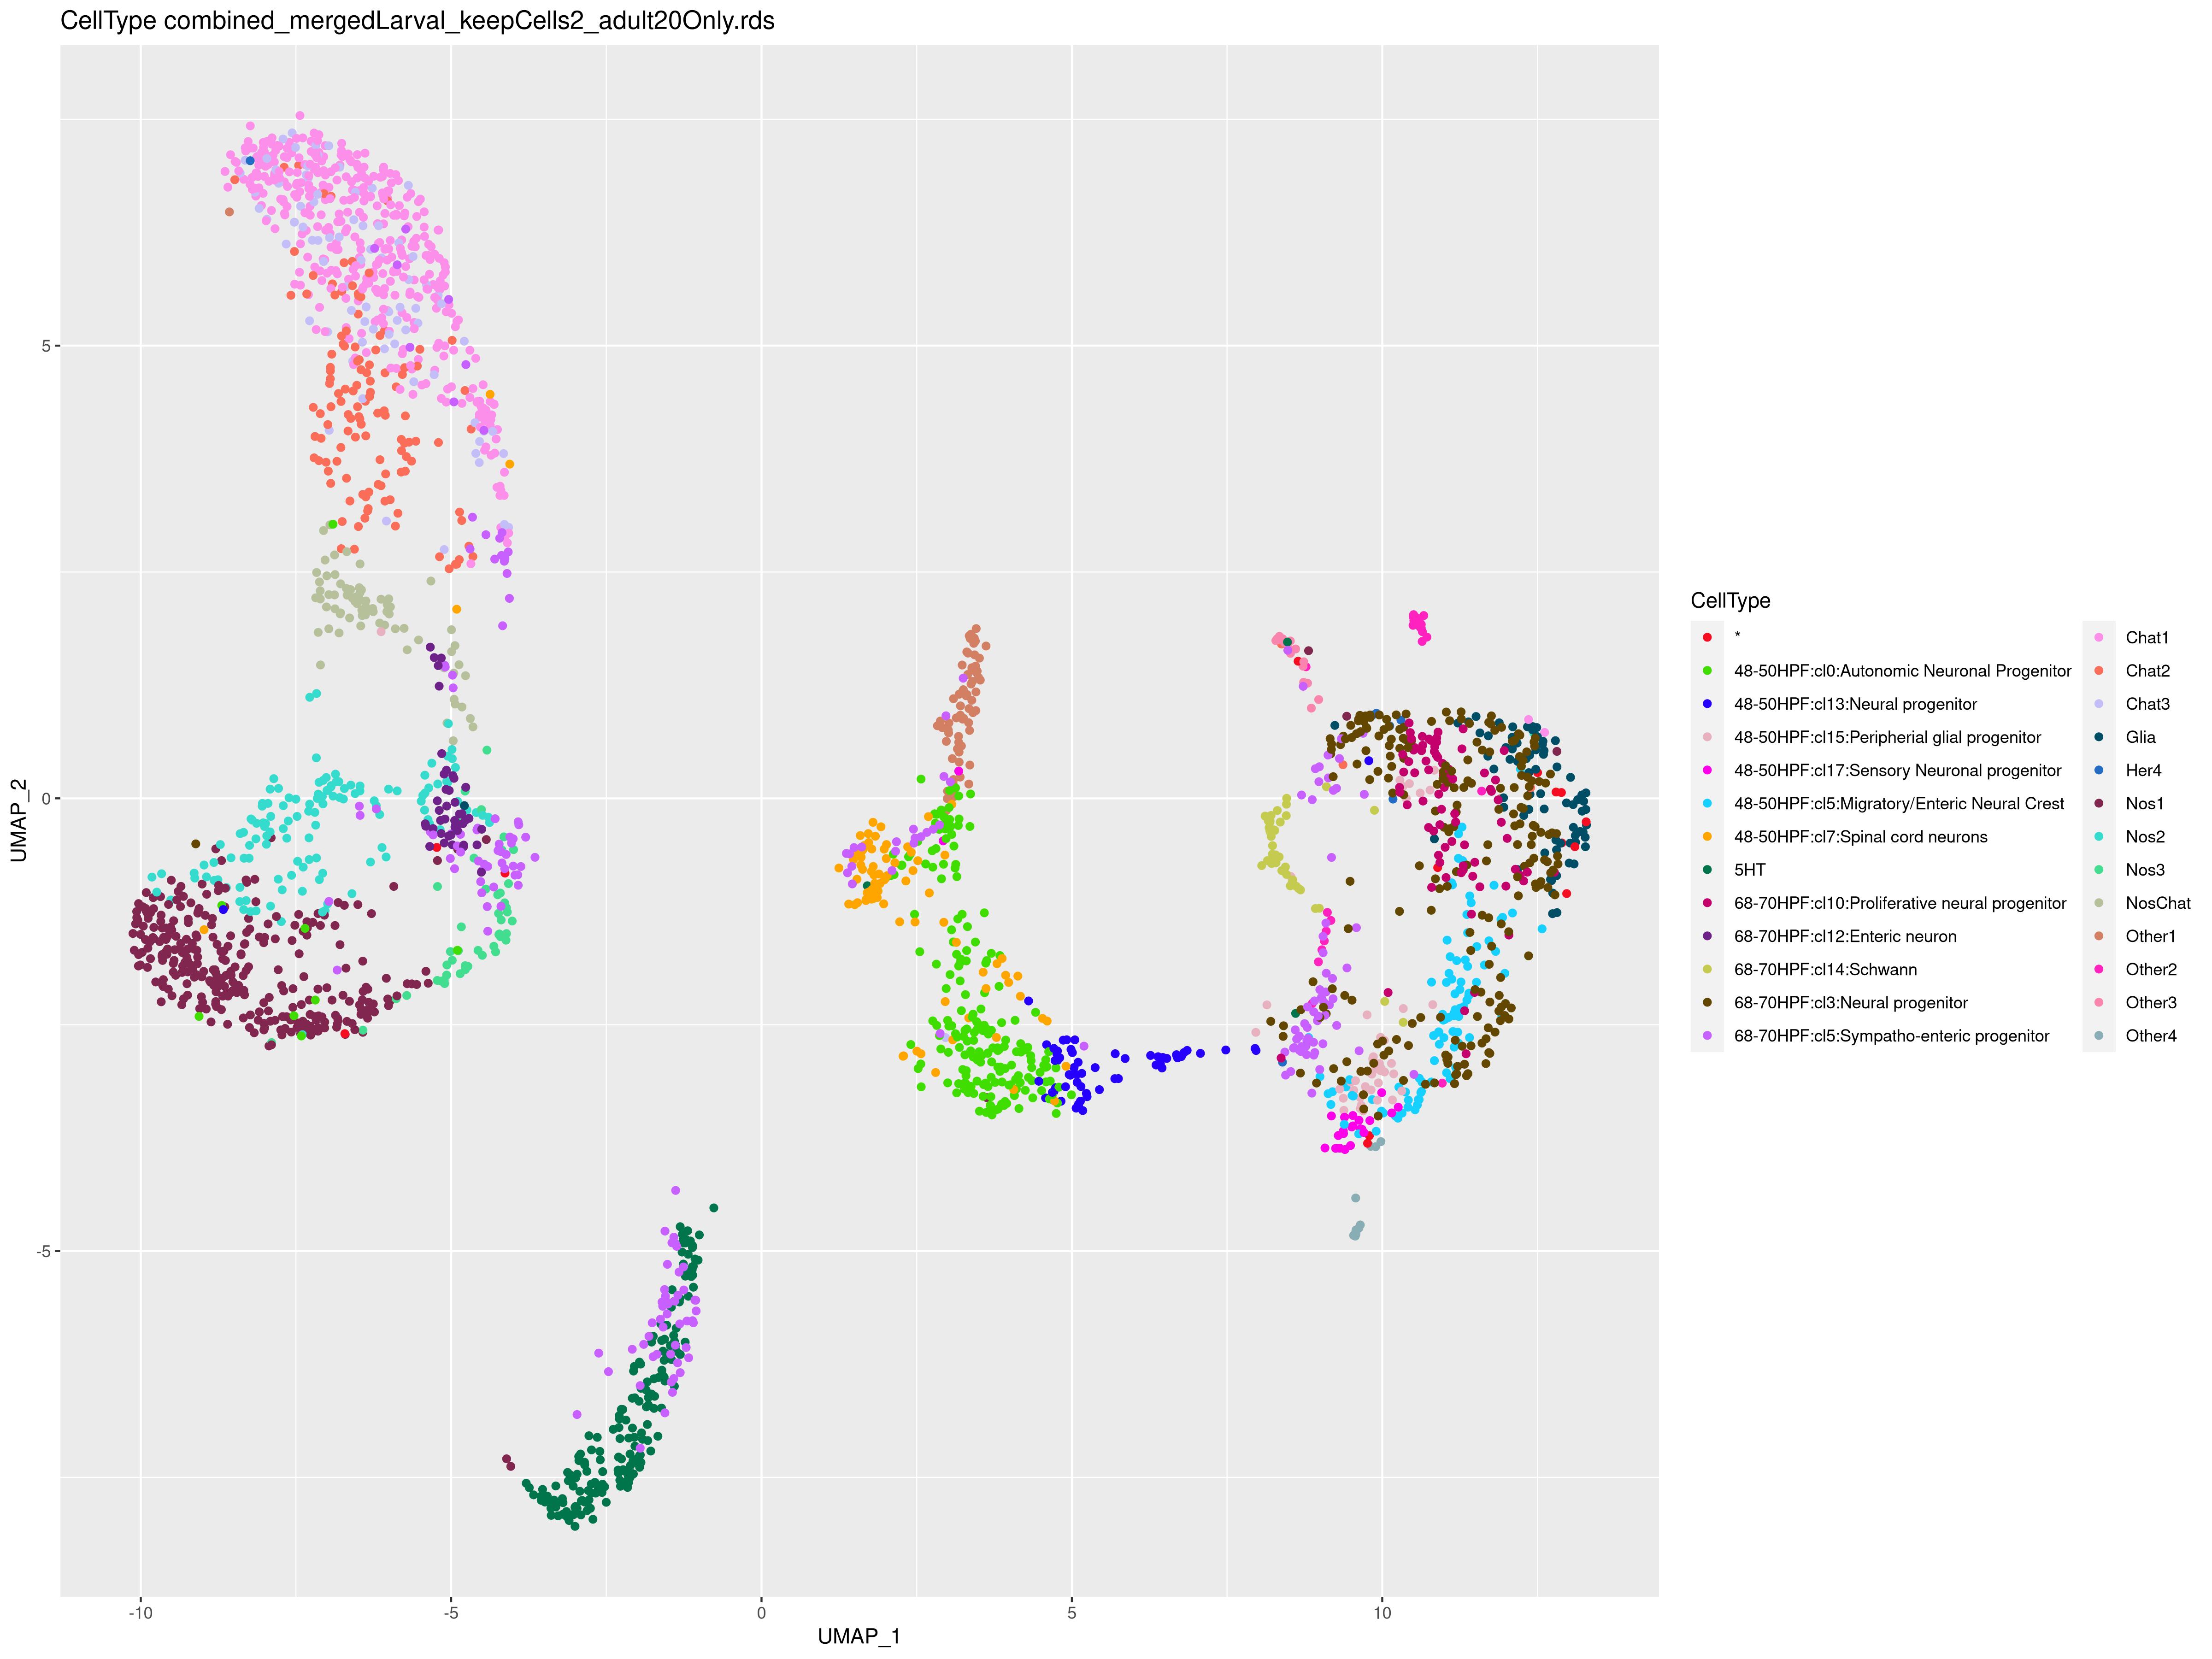 CellType combined_mergedLarval_keepCells2_adult20Only.rds
5
0
-5
UMAP_2
-10
-5
0
5
10
UMAP_1
CellType
*
48-50HPF:cl0:Autonomic Neuronal Progenitor
48-50HPF:cl13:Neural progenitor
48-50HPF:cl15:Peripherial glial progenitor
48-50HPF:cl17:Sensory Neuronal progenitor
48-50HPF:cl5:Migratory/Enteric Neural Crest
48-50HPF:cl7:Spinal cord neurons
5HT
68-70HPF:cl10:Proliferative neural progenitor
68-70HPF:cl12:Enteric neuron
68-70HPF:cl14:Schwann
68-70HPF:cl3:Neural progenitor
68-70HPF:cl5:Sympatho-enteric progenitor
Chat1
Chat2
Chat3
Glia
Her4
Nos1
Nos2
Nos3
NosChat
Other1
Other2
Other3
Other4